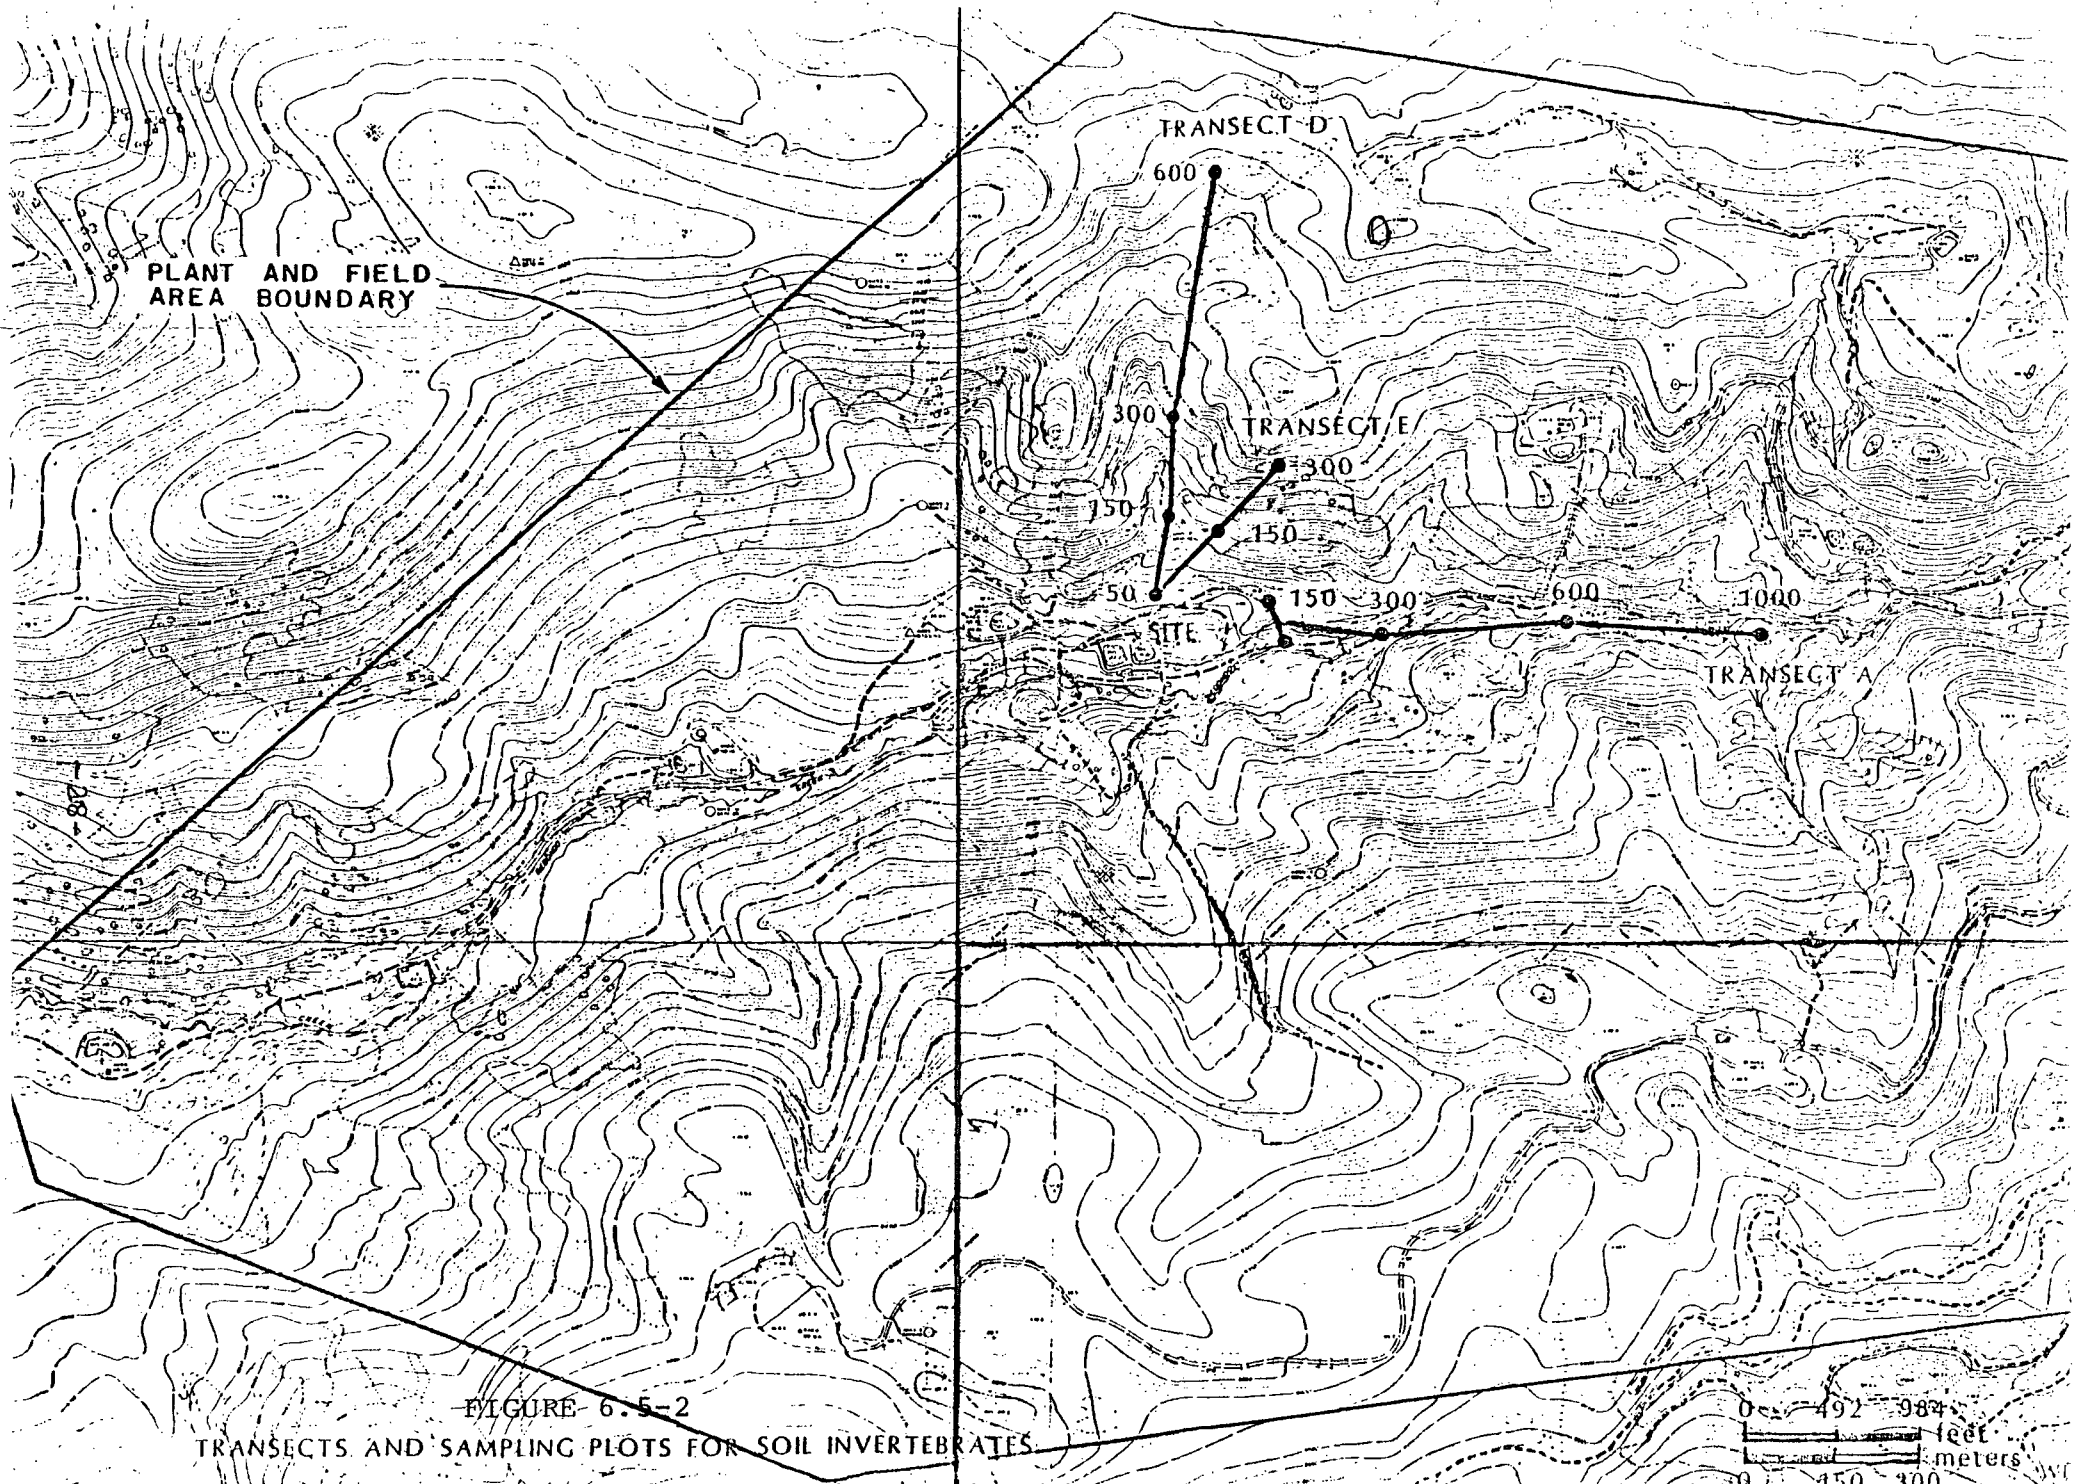 TRANSECT D
600
PLANT AND FIELD
AREA BOUNDARY
300
TRANSECT E
300
150
150
50
150
300
600
1000
SITE
TRANSECT A
-28-
FIGURE 6.5-2
TRANSECTS AND SAMPLING PLOTS FOR SOIL INVERTEBRATES
0 492 984
feet
meters
0 150 300